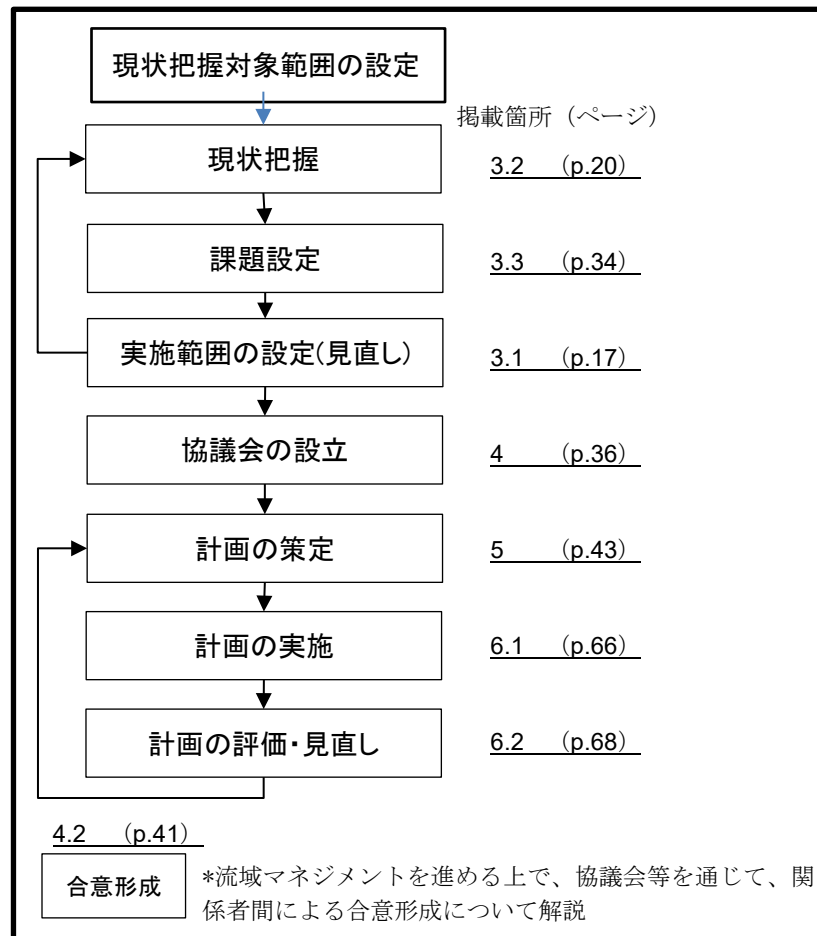 現状把握対象範囲の設定
掲載箇所（ページ）
現状把握
3.2 （p.20）
課題設定
3.3 （p.34）
実施範囲の設定(見直し)
3.1 （p.17）
協議会の設立
4 （p.36）
計画の策定
5 （p.43）
計画の実施
6.1 （p.66）
計画の評価・見直し
6.2 （p.68）
4.2 （p.41）
合意形成
*流域マネジメントを進める上で、協議会等を通じて、関
係者間による合意形成について解説